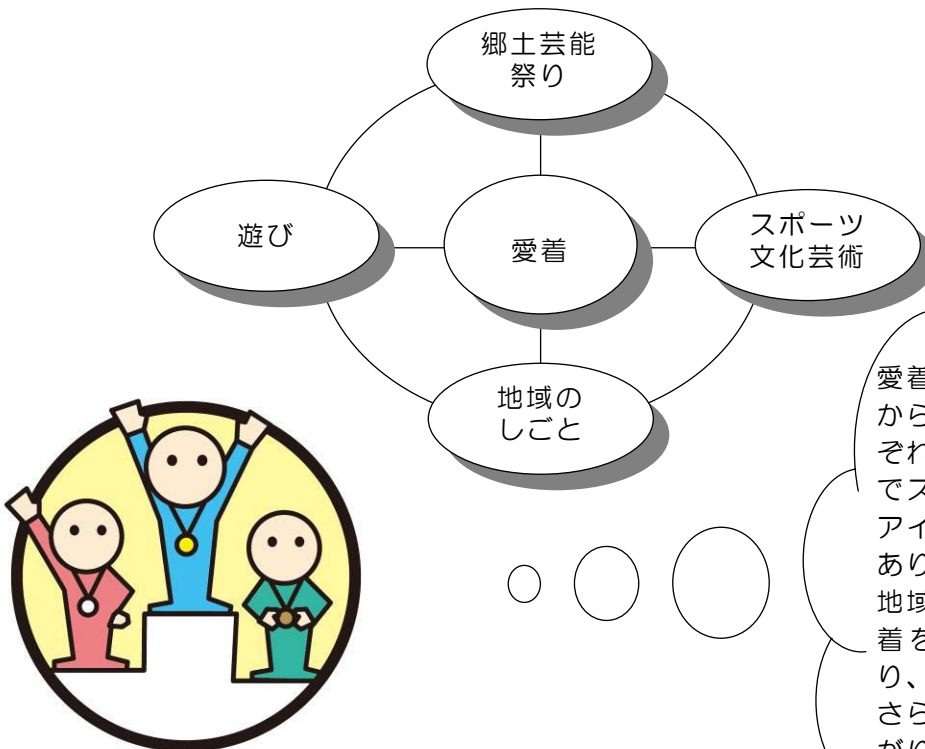 郷土芸能
祭り
遊び
愛着
スポーツ
文化芸術
地域の
しごと
愛着
から
ぞれ
でス
アイ
あり
地域
着を
り、
さら
がり